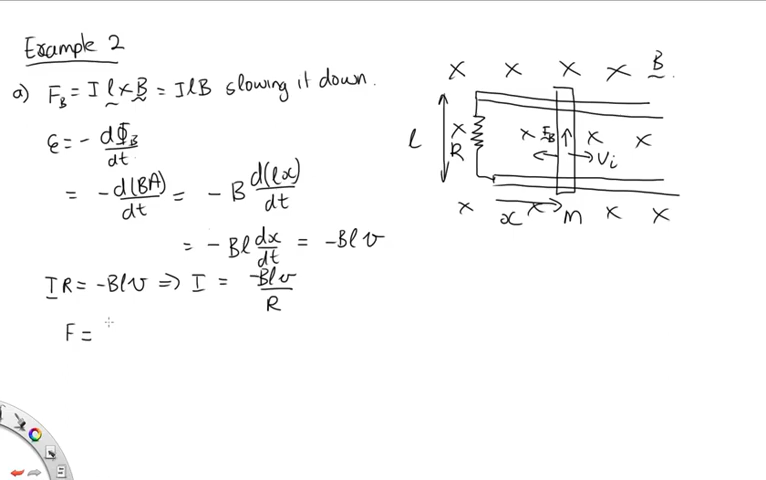 Example 2
a) F_B = I l × B = IlB slowing it down.
ε = - dΦ_B/dt
= -d(BA)/dt = - B d(lx)/dt
= - Bl dx/dt = -Blv
IR = -Blv ⇒ I = -Blv/R
F =
× × × × B
l
× R × F_B ↑ × ×
← → v_i
× x × m × ×